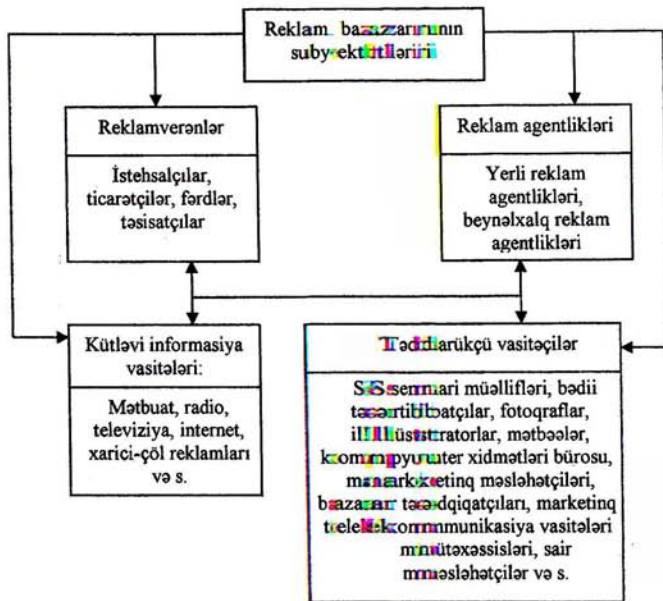 Reklam bazarının
subyektləri
Reklamverənlər
İstehsalçılar,
ticarətçilər, fərdlər,
təsisatçılar
Reklam agentlikləri
Yerli reklam
agentlikləri,
beynəlxalq reklam
agentlikləri
Kütləvi informasiya
vasitələri:
Mətbuat, radio,
televiziya, internet,
xarici-çöl reklamları
və s.
Tədarükçü vasitəçilər
Ssenari müəllifləri, bədii
tərtibatçılar, fotoqraflar,
illüstratorlar, mətbəələr,
kompyuter xidmətləri bürosu,
marketinq məsləhətçiləri,
bazar tədqiqatçıları, marketinq
telekommunikasiya vasitələri
mütəxəssisləri, sair
məsləhətçilər və s.